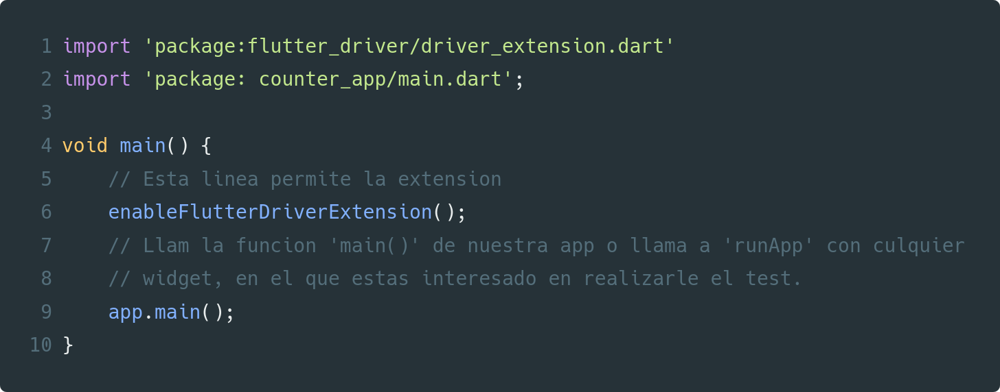 1 import 'package:flutter_driver/driver_extension.dart'
2 import 'package: counter_app/main.dart';
3
4 void main() {
5     // Esta linea permite la extension
6     enableFlutterDriverExtension();
7     // Llam la funcion 'main()' de nuestra app o llama a 'runApp' con culquier
8     // widget, en el que estas interesado en realizarle el test.
9     app.main();
10 }